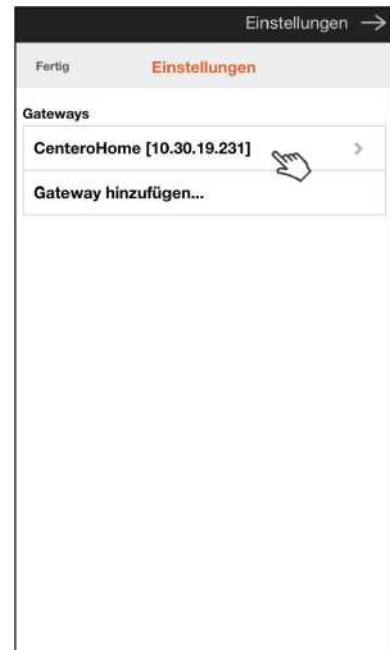 Einstellungen →
Fertig Einstellungen
Gateways
CenteroHome [10.30.19.231] >
Gateway hinzufügen...